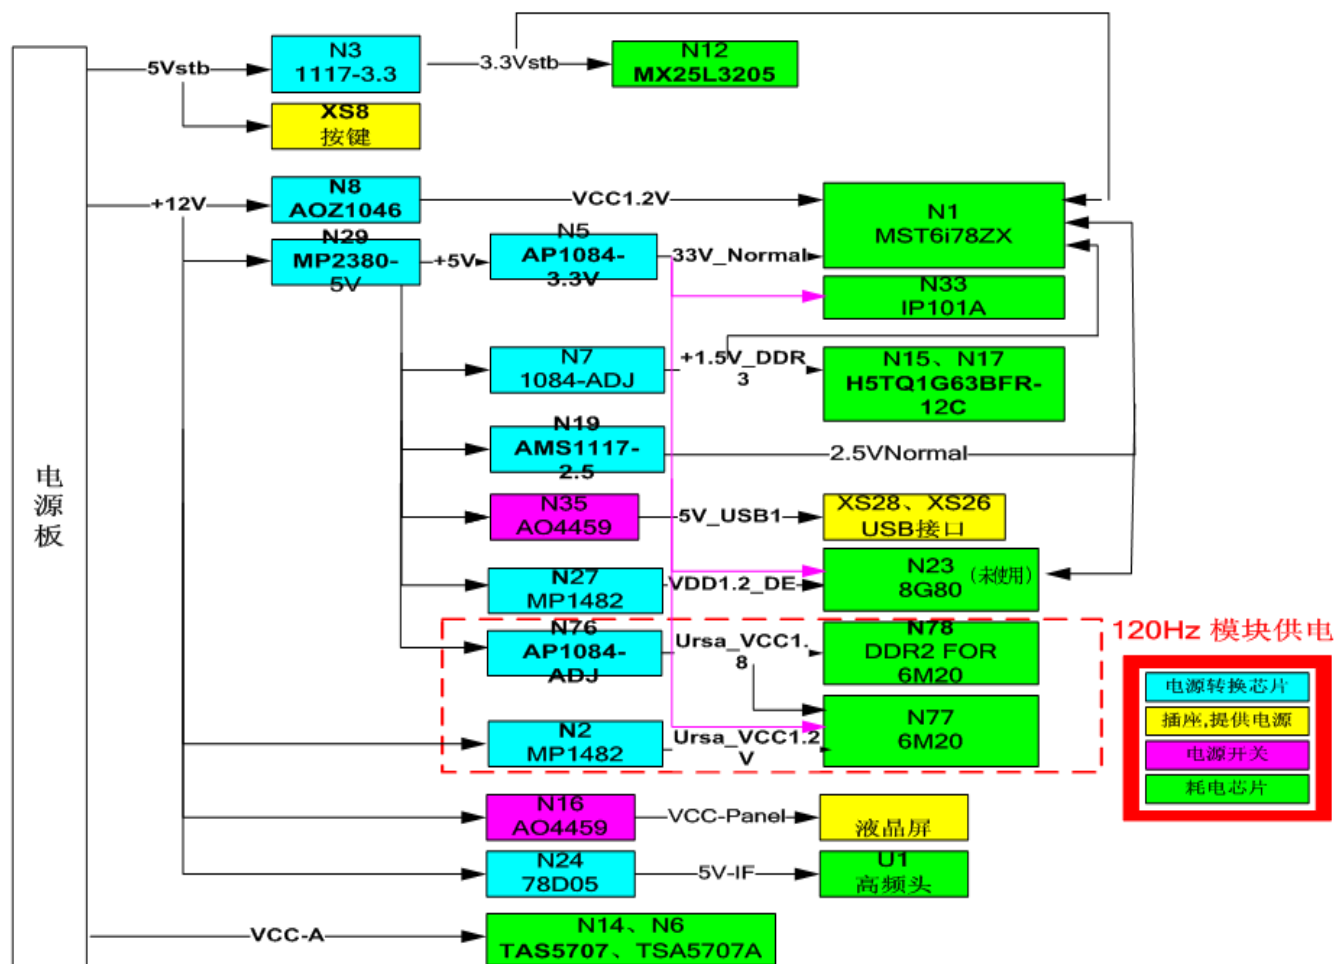 电源板
5Vstb
N3
1117-3.3
3.3Vstb
N12
MX25L3205
XS8
按键
+12V
N8
AOZ1046
VCC1.2V
N1
MST6i78ZX
N29
MP2380-
5V
+5V
N5
AP1084-
3.3V
33V_Normal
N33
IP101A
N7
1084-ADJ
+1.5V_DDR
3
N15、N17
H5TQ1G63BFR-
12C
N19
AMS1117-
2.5
2.5VNormal
N35
AO4459
5V_USB1
XS28、XS26
USB接口
N27
MP1482
VDD1.2_DE
N23
(未使用)
8G80
N76
AP1084-
ADJ
Ursa_VCC1.
8
N78
DDR2 FOR
6M20
120Hz 模块供电
N2
MP1482
Ursa_VCC1.2
V
N77
6M20
电源转换芯片
插座,提供电源
电源开关
耗电芯片
N16
AO4459
VCC-Panel
液晶屏
N24
78D05
5V-IF
U1
高频头
VCC-A
N14、N6
TAS5707、TSA5707A